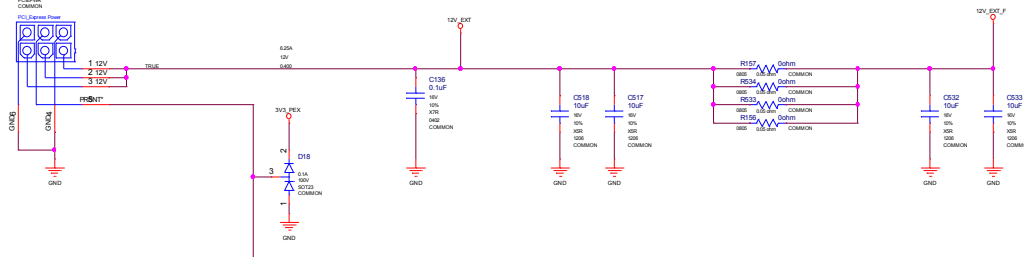 COMMON
PCI_Express Power
1 12V
2 12V
3 12V
TRUE
GND
GND
GND
6.25A
12V
0.400
12V_EXT
12V_EXT_F
3V3_PEX
2
D18
3
0.1A
100V
SOT23
COMMON
1
GND
C136
0.1uF
16V
10%
X7R
0402
COMMON
GND
C518
10uF
16V
10%
X5R
1206
COMMON
GND
C517
10uF
16V
10%
X5R
1206
COMMON
GND
R157 0ohm
0805 0.05 ohm COMMON
R534 0ohm
0805 0.05 ohm COMMON
R533 0ohm
0805 0.05 ohm COMMON
R156 0ohm
0805 0.05 ohm COMMON
C532
10uF
16V
10%
X5R
1206
COMMON
GND
C533
10uF
16V
10%
X5R
1206
COMMON
GND